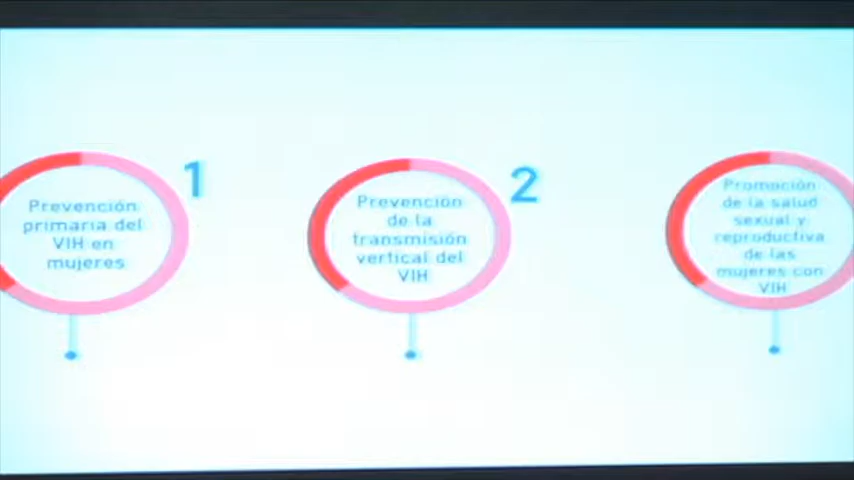 1
Prevención
primaria del
VIH en
mujeres
2
Prevención
de la
transmisión
vertical del
VIH
Promoción
de la salud
sexual y
reproductiva
de las
mujeres con
VIH